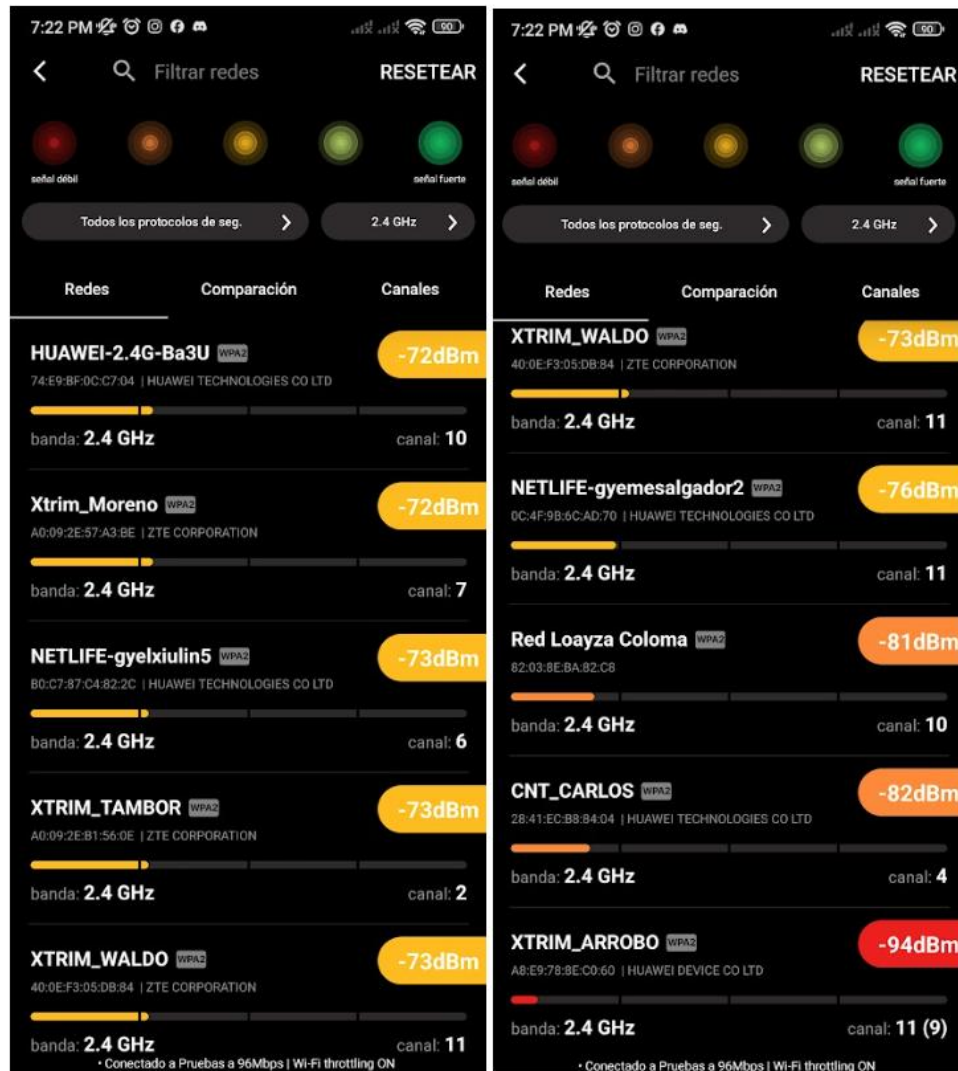 7:22 PM 90
Filtrar redes RESETEAR
señal débil señal fuerte
Todos los protocolos de seg. 2.4 GHz
Redes Comparación Canales
HUAWEI-2.4G-Ba3U WPA2 -72dBm
74:E9:BF:0C:C7:04 | HUAWEI TECHNOLOGIES CO LTD
banda: 2.4 GHz canal: 10
Xtrim_Moreno WPA2 -72dBm
A0:09:2E:57:A3:BE | ZTE CORPORATION
banda: 2.4 GHz canal: 7
NETLIFE-gyelxiulin5 WPA2 -73dBm
B0:C7:87:C4:82:2C | HUAWEI TECHNOLOGIES CO LTD
banda: 2.4 GHz canal: 6
XTRIM_TAMBOR WPA2 -73dBm
A0:09:2E:B1:56:0E | ZTE CORPORATION
banda: 2.4 GHz canal: 2
XTRIM_WALDO WPA2 -73dBm
40:0E:F3:05:DB:84 | ZTE CORPORATION
banda: 2.4 GHz canal: 11
• Conectado a Pruebas a 96Mbps | Wi-Fi throttling ON
7:22 PM 90
Filtrar redes RESETEAR
señal débil señal fuerte
Todos los protocolos de seg. 2.4 GHz
Redes Comparación Canales
XTRIM_WALDO WPA2 -73dBm
40:0E:F3:05:DB:84 | ZTE CORPORATION
banda: 2.4 GHz canal: 11
NETLIFE-gyemesalgador2 WPA2 -76dBm
0C:4F:9B:6C:AD:70 | HUAWEI TECHNOLOGIES CO LTD
banda: 2.4 GHz canal: 11
Red Loayza Coloma WPA2 -81dBm
82:03:8E:BA:82:C8
banda: 2.4 GHz canal: 10
CNT_CARLOS WPA2 -82dBm
28:41:EC:B8:84:04 | HUAWEI TECHNOLOGIES CO LTD
banda: 2.4 GHz canal: 4
XTRIM_ARROBO WPA2 -94dBm
A8:E9:78:8E:C0:60 | HUAWEI DEVICE CO LTD
banda: 2.4 GHz canal: 11 (9)
• Conectado a Pruebas a 96Mbps | Wi-Fi throttling ON